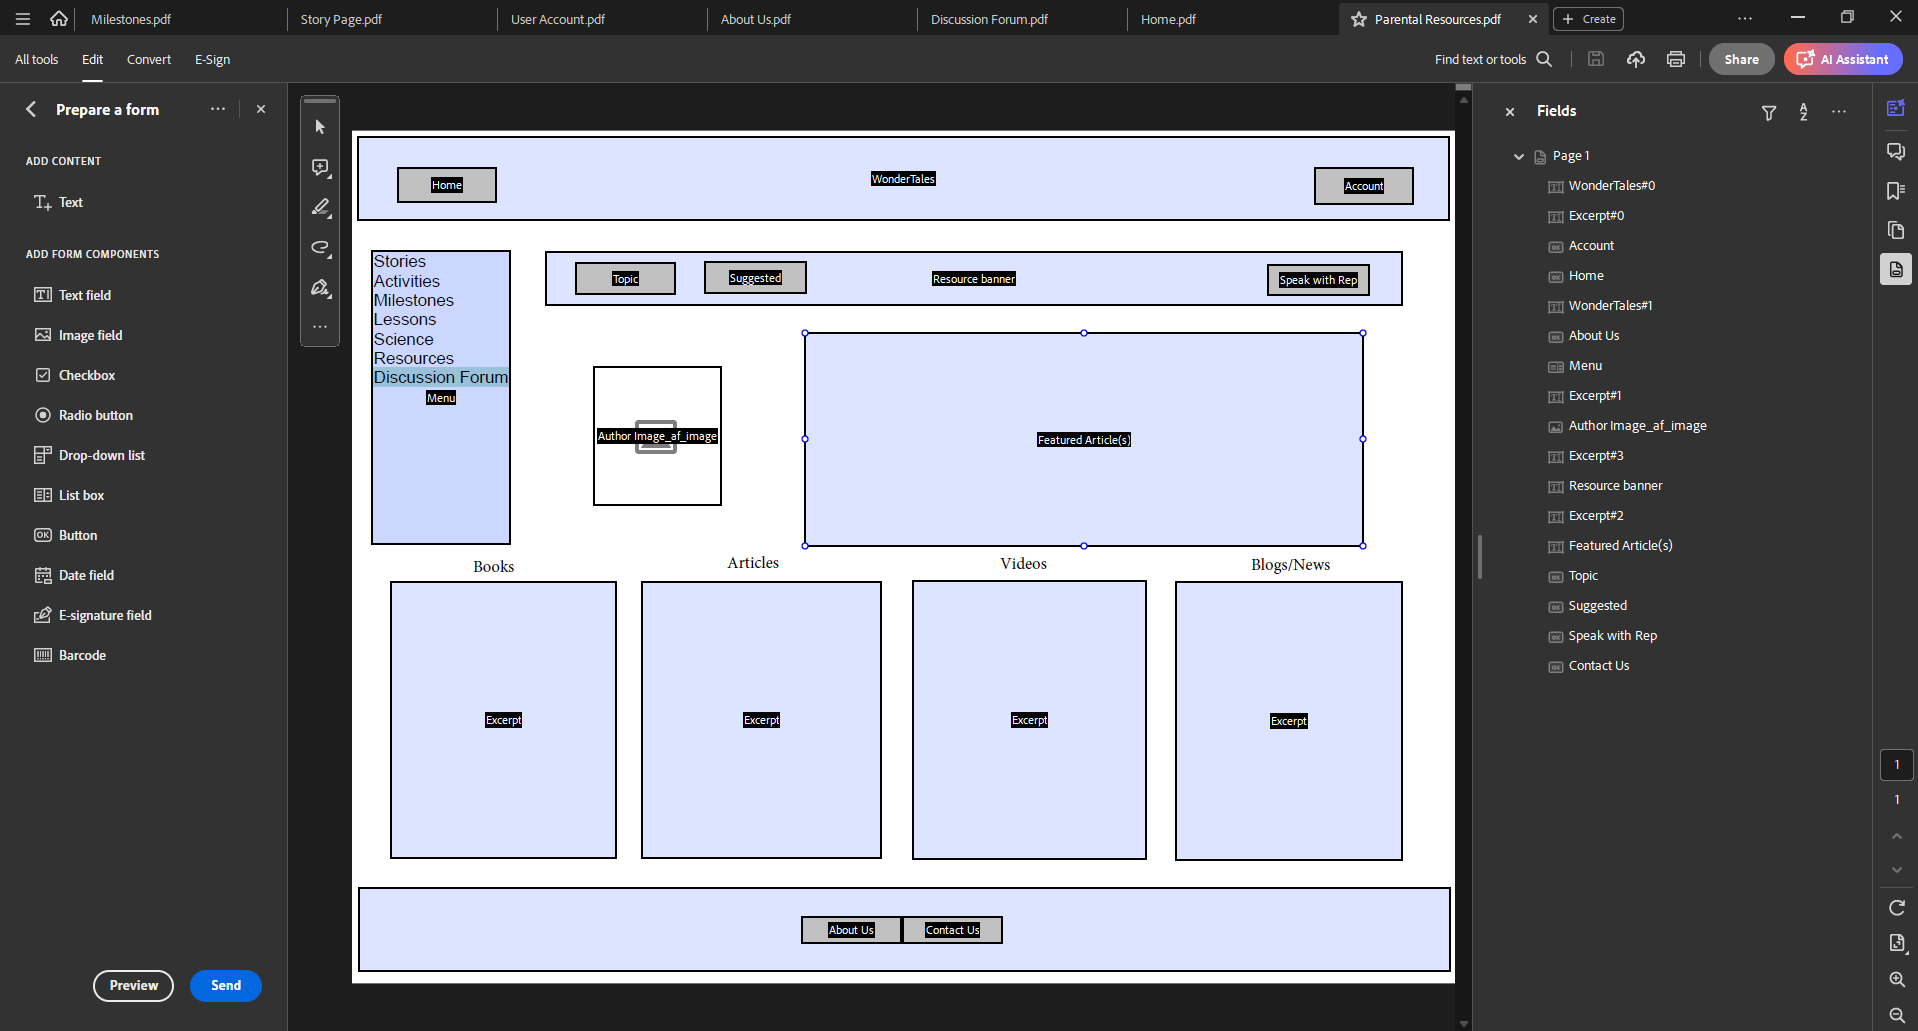 Milestones.pdf
Story Page.pdf
User Account.pdf
About Us.pdf
Discussion Forum.pdf
Home.pdf
Parental Resources.pdf
Create
All tools
Edit
Convert
E-Sign
Find text or tools
Share
AI Assistant
Prepare a form
ADD CONTENT
Text
ADD FORM COMPONENTS
Text field
Image field
Checkbox
Radio button
Drop-down list
List box
Button
Date field
E-signature field
Barcode
Preview
Send
Home
WonderTales
Account
Stories
Activities
Milestones
Lessons
Science
Resources
Discussion Forum
Menu
Topic
Suggested
Resource banner
Speak with Rep
Author Image_af_image
Featured Article(s)
Books
Articles
Videos
Blogs/News
Excerpt
Excerpt
Excerpt
Excerpt
About Us
Contact Us
Fields
Page 1
WonderTales#0
Excerpt#0
Account
Home
WonderTales#1
About Us
Menu
Excerpt#1
Author Image_af_image
Excerpt#3
Resource banner
Excerpt#2
Featured Article(s)
Topic
Suggested
Speak with Rep
Contact Us
1
1